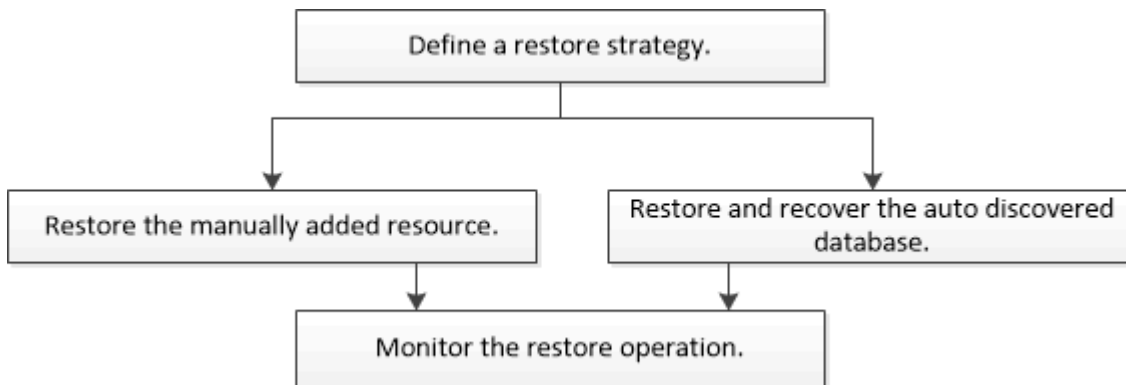 Define a restore strategy.
Restore the manually added resource.
Restore and recover the auto discovered
database.
Monitor the restore operation.